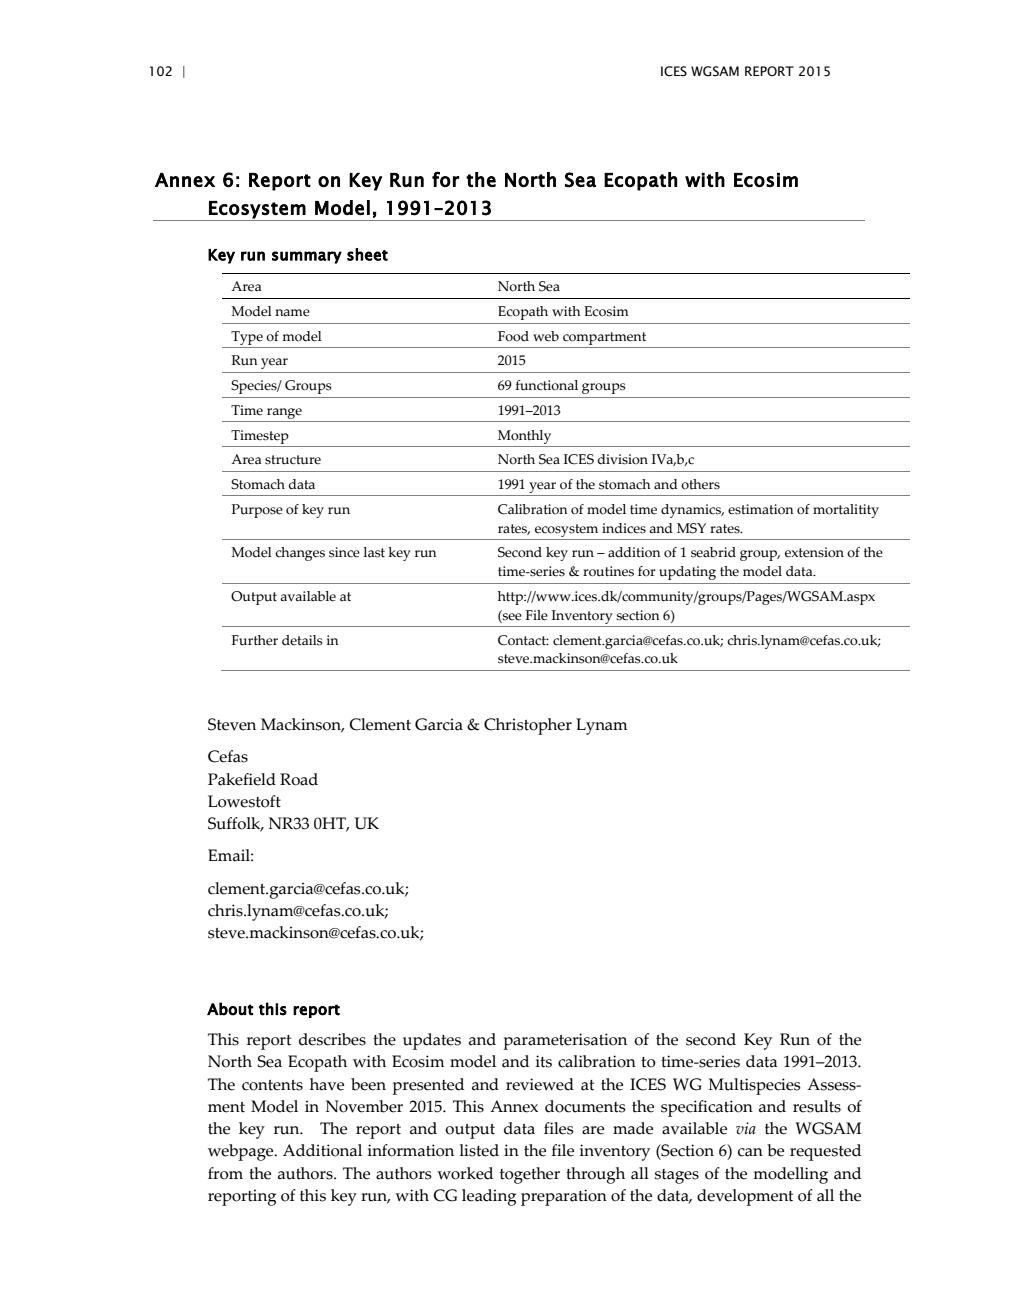 102 | ICES WGSAM REPORT 2015
Annex 6: Report on Key Run for the North Sea Ecopath with Ecosim
Ecosystem Model, 1991–2013
Key run summary sheet
Area North Sea
Model name Ecopath with Ecosim
Type of model Food web compartment
Run year 2015
Species/ Groups 69 functional groups
Time range 1991–2013
Timestep Monthly
Area structure North Sea ICES division IVa,b,c
Stomach data 1991 year of the stomach and others
Purpose of key run Calibration of model time dynamics, estimation of mortalitity
rates, ecosystem indices and MSY rates.
Model changes since last key run Second key run – addition of 1 seabrid group, extension of the
time-series & routines for updating the model data.
Output available at http://www.ices.dk/community/groups/Pages/WGSAM.aspx
(see File Inventory section 6)
Further details in Contact: clement.garcia@cefas.co.uk; chris.lynam@cefas.co.uk;
steve.mackinson@cefas.co.uk
Steven Mackinson, Clement Garcia & Christopher Lynam
Cefas
Pakefield Road
Lowestoft
Suffolk, NR33 0HT, UK
Email:
clement.garcia@cefas.co.uk;
chris.lynam@cefas.co.uk;
steve.mackinson@cefas.co.uk;
About this report
This report describes the updates and parameterisation of the second Key Run of the
North Sea Ecopath with Ecosim model and its calibration to time-series data 1991–2013.
The contents have been presented and reviewed at the ICES WG Multispecies Assess-
ment Model in November 2015. This Annex documents the specification and results of
the key run. The report and output data files are made available via the WGSAM
webpage. Additional information listed in the file inventory (Section 6) can be requested
from the authors. The authors worked together through all stages of the modelling and
reporting of this key run, with CG leading preparation of the data, development of all the